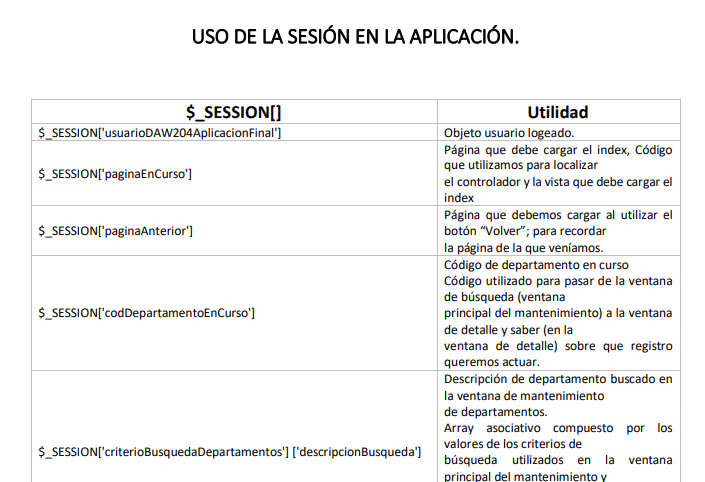 USO DE LA SESIÓN EN LA APLICACIÓN.
$_SESSION[]
Utilidad
$_SESSION['usuarioDAW204AplicacionFinal']
Objeto usuario logeado.
$_SESSION['paginaEnCurso']
Página que debe cargar el index, Código
que utilizamos para localizar
el controlador y la vista que debe cargar el
index
$_SESSION['paginaAnterior']
Página que debemos cargar al utilizar el
botón “Volver”; para recordar
la página de la que veníamos.
$_SESSION['codDepartamentoEnCurso']
Código de departamento en curso
Código utilizado para pasar de la ventana
de búsqueda (ventana
principal del mantenimiento) a la ventana
de detalle y saber (en la
ventana de detalle) sobre que registro
queremos actuar.
$_SESSION['criterioBusquedaDepartamentos'] ['descripcionBusqueda']
Descripción de departamento buscado en
la ventana de mantenimiento
de departamentos.
Array asociativo compuesto por los
valores de los criterios de
búsqueda utilizados en la ventana
principal del mantenimiento y